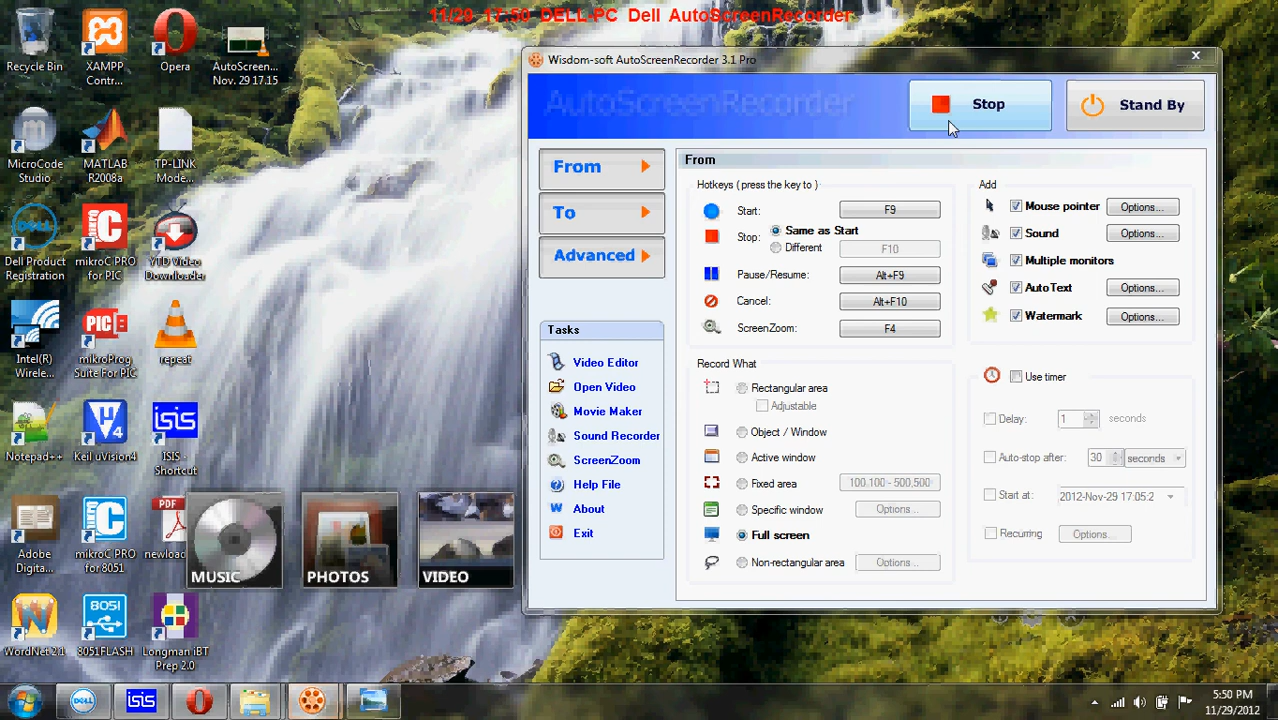 11/29 17:50 DELL-PC Dell AutoScreenRecorder
Recycle Bin
XAMPP
Contr...
Opera
AutoScreen...
Nov. 29 17.15
MicroCode
Studio
MATLAB
R2008a
TP-LINK
Mode...
Dell Product
Registration
mikroC PRO
for PIC
YTD Video
Downloader
Intel(R)
Wirele...
mikroProg
Suite For PIC
repeat
Notepad++
Keil uVision4
ISIS -
Shortcut
Adobe
Digita...
mikroC PRO
for 8051
newload...
WordNet 2.1
8051FLASH
Longman iBT
Prep 2.0
MUSIC
PHOTOS
VIDEO
Wisdom-soft AutoScreenRecorder 3.1 Pro
AutoScreenRecorder
Stop
Stand By
From
To
Advanced
Tasks
Video Editor
Open Video
Movie Maker
Sound Recorder
ScreenZoom
Help File
About
Exit
From
Hotkeys ( press the key to )
Start: F9
Stop: Same as Start
Different F10
Pause/Resume: Alt+F9
Cancel: Alt+F10
ScreenZoom: F4
Add
Mouse pointer Options...
Sound Options...
Multiple monitors
AutoText Options...
Watermark Options...
Record What
Rectangular area
Adjustable
Object / Window
Active window
Fixed area 100.100 - 500,500
Specific window Options...
Full screen
Non-rectangular area Options...
Use timer
Delay: 1 seconds
Auto-stop after: 30 seconds
Start at: 2012-Nov-29 17:05:2
Recurring Options...
5:50 PM
11/29/2012